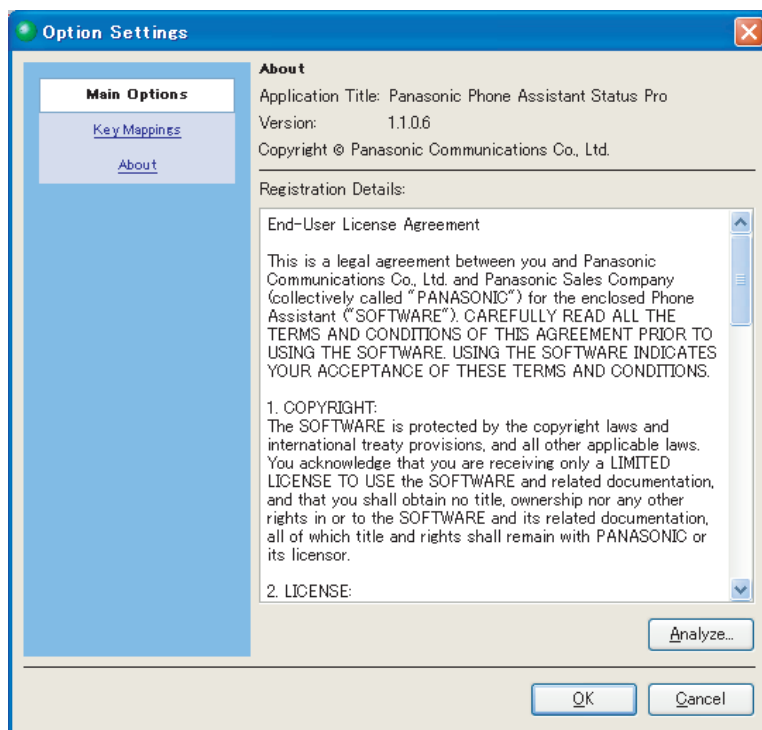 Option Settings
Main Options
Key Mappings
About
About
Application Title: Panasonic Phone Assistant Status Pro
Version: 1.1.0.6
Copyright © Panasonic Communications Co., Ltd.
Registration Details:
End-User License Agreement
This is a legal agreement between you and Panasonic
Communications Co., Ltd. and Panasonic Sales Company
(collectively called "PANASONIC") for the enclosed Phone
Assistant ("SOFTWARE"). CAREFULLY READ ALL THE
TERMS AND CONDITIONS OF THIS AGREEMENT PRIOR TO
USING THE SOFTWARE. USING THE SOFTWARE INDICATES
YOUR ACCEPTANCE OF THESE TERMS AND CONDITIONS.
1. COPYRIGHT:
The SOFTWARE is protected by the copyright laws and
international treaty provisions, and all other applicable laws.
You acknowledge that you are receiving only a LIMITED
LICENSE TO USE the SOFTWARE and related documentation,
and that you shall obtain no title, ownership nor any other
rights in or to the SOFTWARE and its related documentation,
all of which title and rights shall remain with PANASONIC or
its licensor.
2. LICENSE:
Analyze...
OK
Cancel